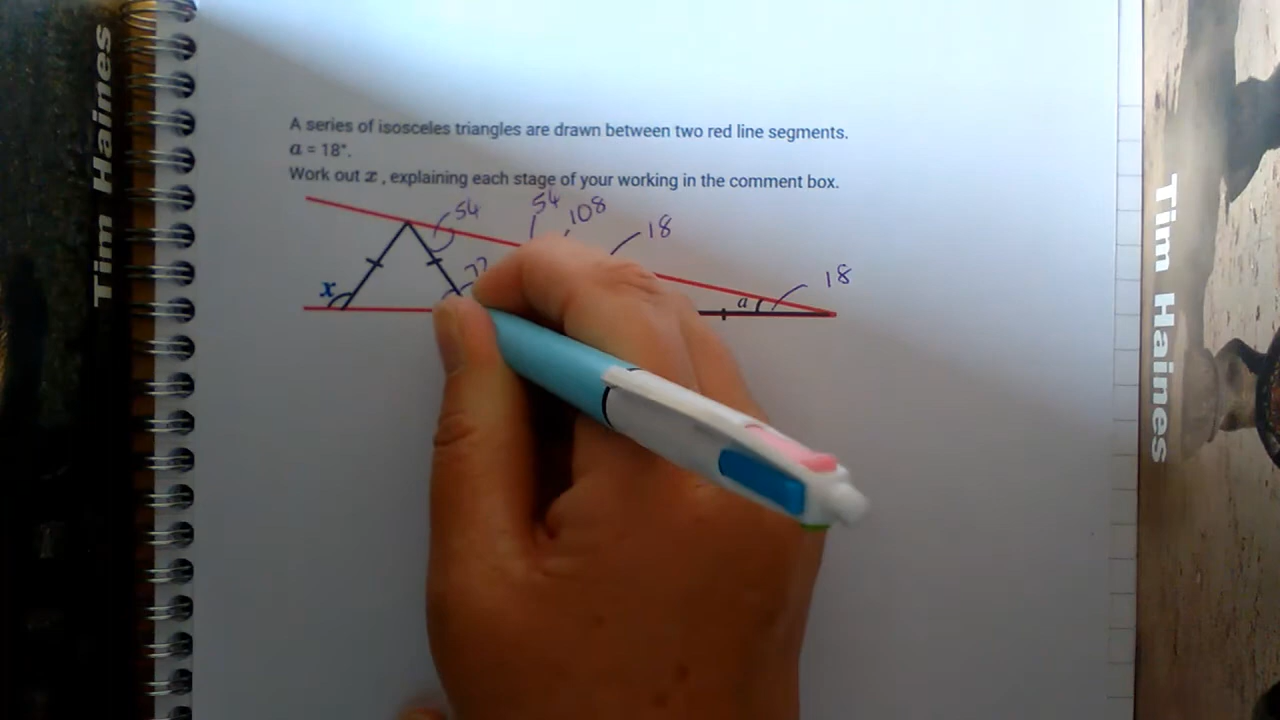 A series of isosceles triangles are drawn between two red line segments.
a = 18°.
Work out x, explaining each stage of your working in the comment box.
54
54
108
18
72
18
x
a
Tim Haines
Tim Haines